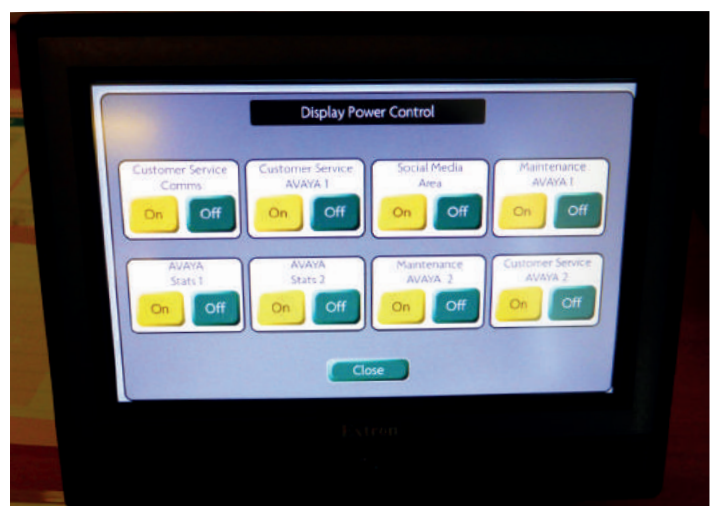 Display Power Control
Customer Service
Comms
On Off
Customer Service
AVAYA 1
On Off
Social Media
Area
On Off
Maintenance
AVAYA 1
On Off
AVAYA
Stats 1
On Off
AVAYA
Stats 2
On Off
Maintenance
AVAYA 2
On Off
Customer Service
AVAYA 2
On Off
Close
Extron